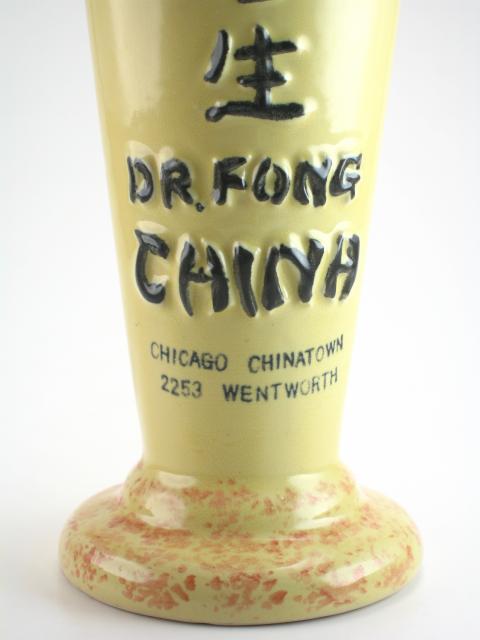 生
DR. FONG
CHINA
CHICAGO CHINATOWN
2253 WENTWORTH